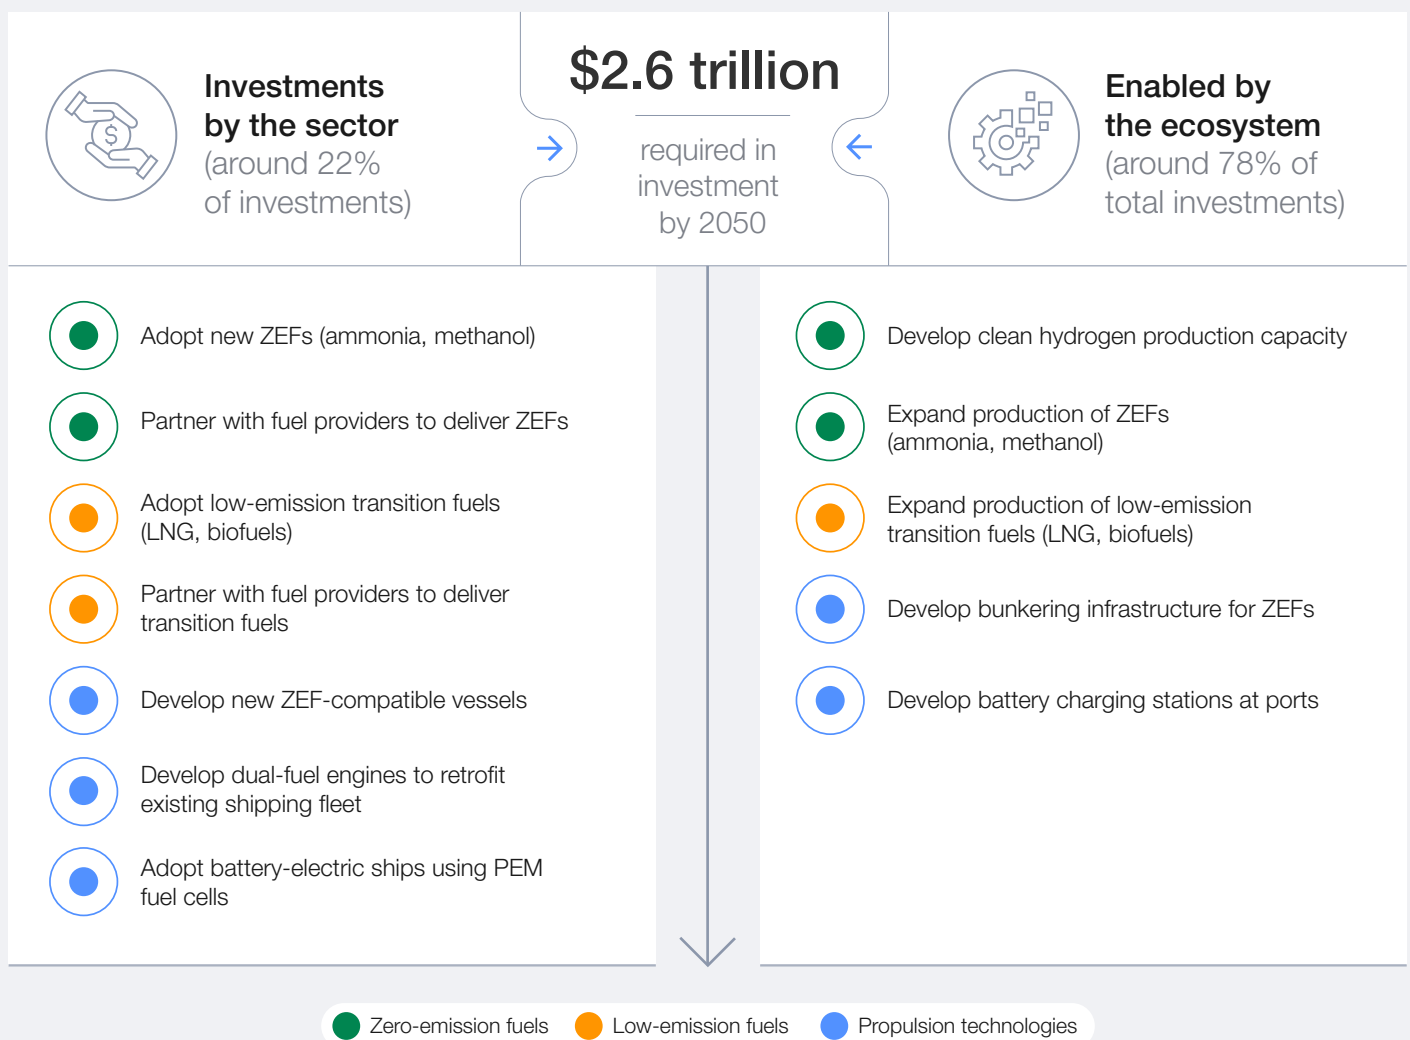 Investments
by the sector
(around 22%
of investments)
$2.6 trillion
required in
investment
by 2050
Enabled by
the ecosystem
(around 78% of
total investments)
Adopt new ZEFs (ammonia, methanol)
Partner with fuel providers to deliver ZEFs
Adopt low-emission transition fuels
(LNG, biofuels)
Partner with fuel providers to deliver
transition fuels
Develop new ZEF-compatible vessels
Develop dual-fuel engines to retrofit
existing shipping fleet
Adopt battery-electric ships using PEM
fuel cells
Develop clean hydrogen production capacity
Expand production of ZEFs
(ammonia, methanol)
Expand production of low-emission
transition fuels (LNG, biofuels)
Develop bunkering infrastructure for ZEFs
Develop battery charging stations at ports
Zero-emission fuels
Low-emission fuels
Propulsion technologies